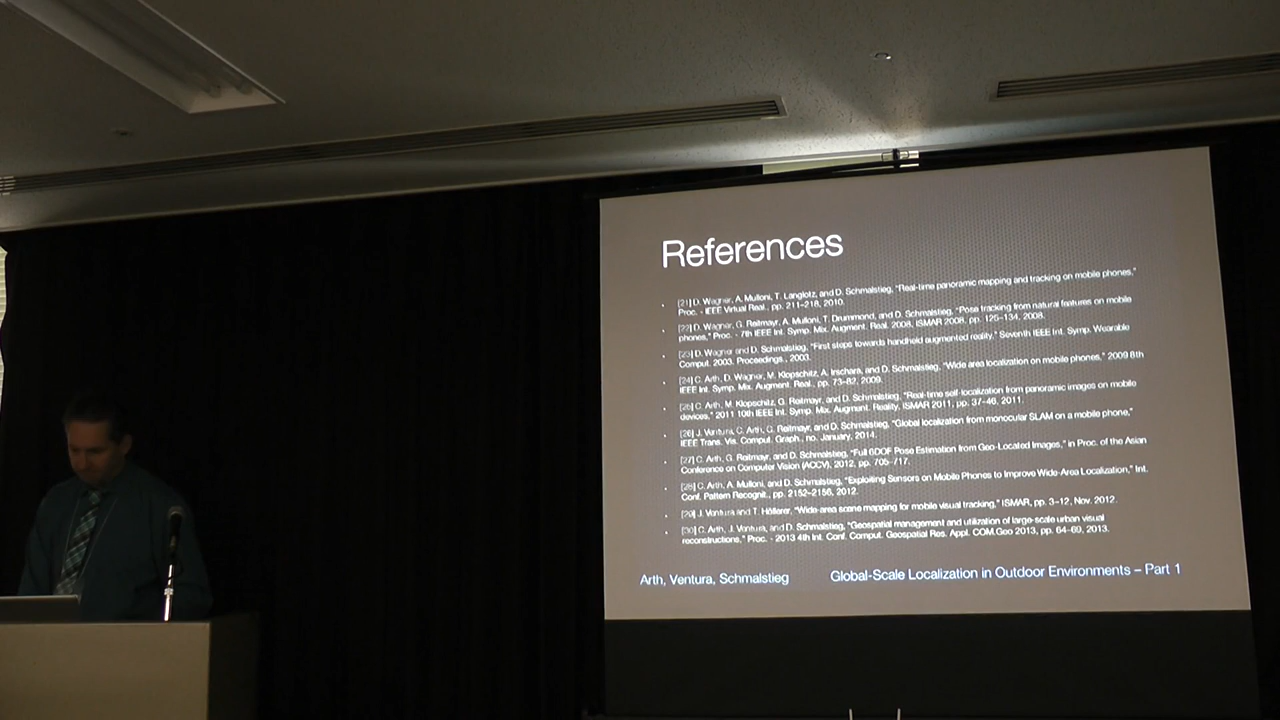 References
[21] D. Wagner, A. Mulloni, T. Langlotz, and D. Schmalstieg, "Real-time panoramic mapping and tracking on mobile phones,"
Proc. - IEEE Virtual Real., pp. 211–218, 2010.
[22] D. Wagner, G. Reitmayr, A. Mulloni, T. Drummond, and D. Schmalstieg, "Pose tracking from natural features on mobile
phones," Proc. - 7th IEEE Int. Symp. Mix. Augment. Real. 2008, ISMAR 2008, pp. 125–134, 2008.
[23] D. Wagner and D. Schmalstieg, "First steps towards handheld augmented reality," Seventh IEEE Int. Symp. Wearable
Comput. 2003. Proceedings., 2003.
[24] C. Arth, D. Wagner, M. Klopschitz, A. Irschara, and D. Schmalstieg, "Wide area localization on mobile phones," 2009 8th
IEEE Int. Symp. Mix. Augment. Real., pp. 73–82, 2009.
[25] C. Arth, M. Klopschitz, G. Reitmayr, and D. Schmalstieg, "Real-time self-localization from panoramic images on mobile
devices," 2011 10th IEEE Int. Symp. Mix. Augment. Reality, ISMAR 2011, pp. 37–46, 2011.
[26] J. Ventura, C. Arth, G. Reitmayr, and D. Schmalstieg, "Global localization from monocular SLAM on a mobile phone,"
IEEE Trans. Vis. Comput. Graph., no. January, 2014.
[27] C. Arth, G. Reitmayr, and D. Schmalstieg, "Full 6DOF Pose Estimation from Geo-Located Images," in Proc. of the Asian
Conference on Computer Vision (ACCV), 2012, pp. 705–717.
[28] C. Arth, A. Mulloni, and D. Schmalstieg, "Exploiting Sensors on Mobile Phones to Improve Wide-Area Localization," Int.
Conf. Pattern Recognit., pp. 2152–2156, 2012.
[29] J. Ventura and T. Höllerer, "Wide-area scene mapping for mobile visual tracking," ISMAR, pp. 3–12, Nov. 2012.
[30] C. Arth, J. Ventura, and D. Schmalstieg, "Geospatial management and utilization of large-scale urban visual
reconstructions," Proc. - 2013 4th Int. Conf. Comput. Geospatial Res. Appl. COM.Geo 2013, pp. 64–69, 2013.
Arth, Ventura, Schmalstieg
Global-Scale Localization in Outdoor Environments – Part 1